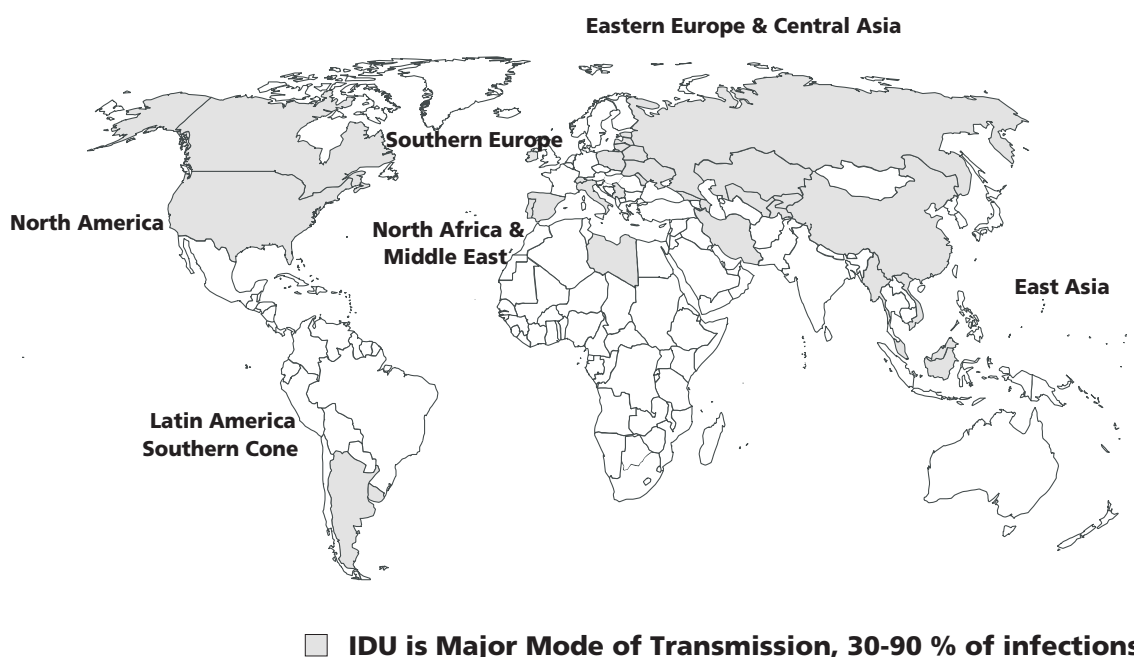 Eastern Europe & Central Asia
Southern Europe
North America
North Africa &
Middle East
East Asia
Latin America
Southern Cone
IDU is Major Mode of Transmission, 30-90 % of infections